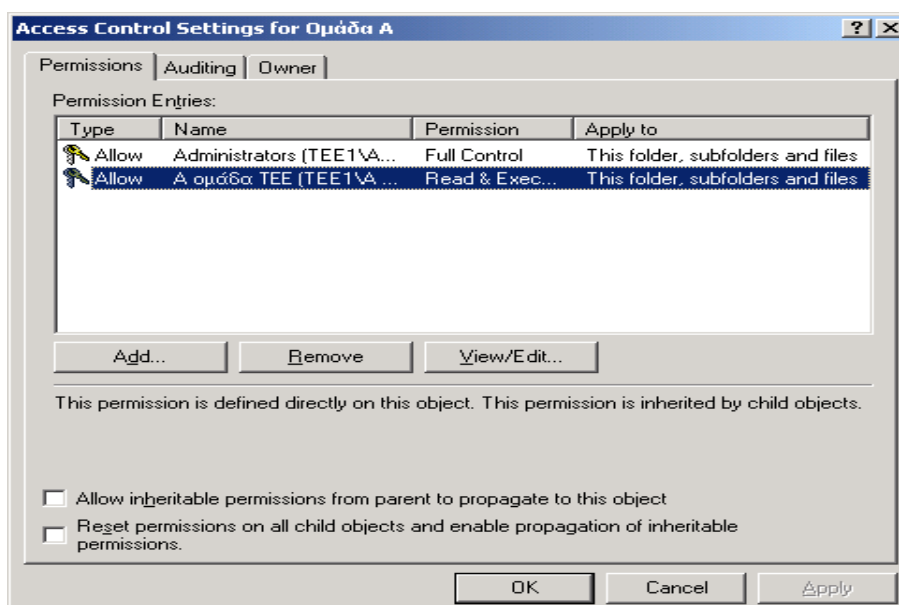 Access Control Settings for Ομάδα Α
Permissions Auditing Owner
Permission Entries:
Type Name Permission Apply to
Allow Administrators (TEE1\A... Full Control This folder, subfolders and files
Allow Α ομάδα ΤΕΕ (TEE1\Α ... Read & Exec... This folder, subfolders and files
Add... Remove View/Edit...
This permission is defined directly on this object. This permission is inherited by child objects.
Allow inheritable permissions from parent to propagate to this object
Reset permissions on all child objects and enable propagation of inheritable
permissions.
OK Cancel Apply